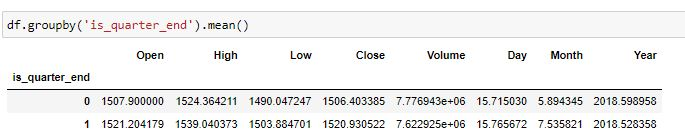 df.groupby('is_quarter_end').mean()
Open High Low Close Volume Day Month Year
is_quarter_end
0 1507.900000 1524.364211 1490.047247 1506.403385 7.776943e+06 15.715030 5.894345 2018.598958
1 1521.204179 1539.040373 1503.884701 1520.930522 7.622925e+06 15.765672 7.535821 2018.528358